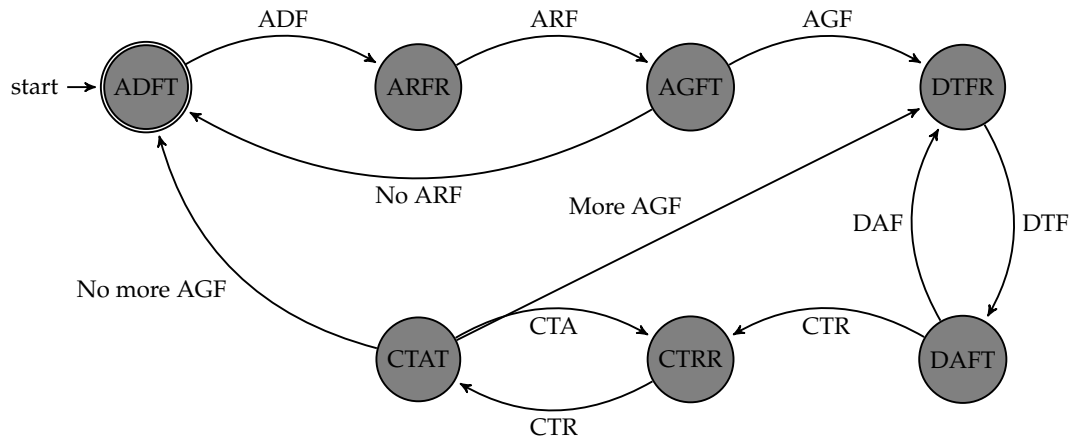 ADF
ARF
AGF
start
ADFT
ARFR
AGFT
DTFR
No ARF
More AGF
DAF
DTF
No more AGF
CTA
CTR
CTAT
CTRR
DAFT
CTR